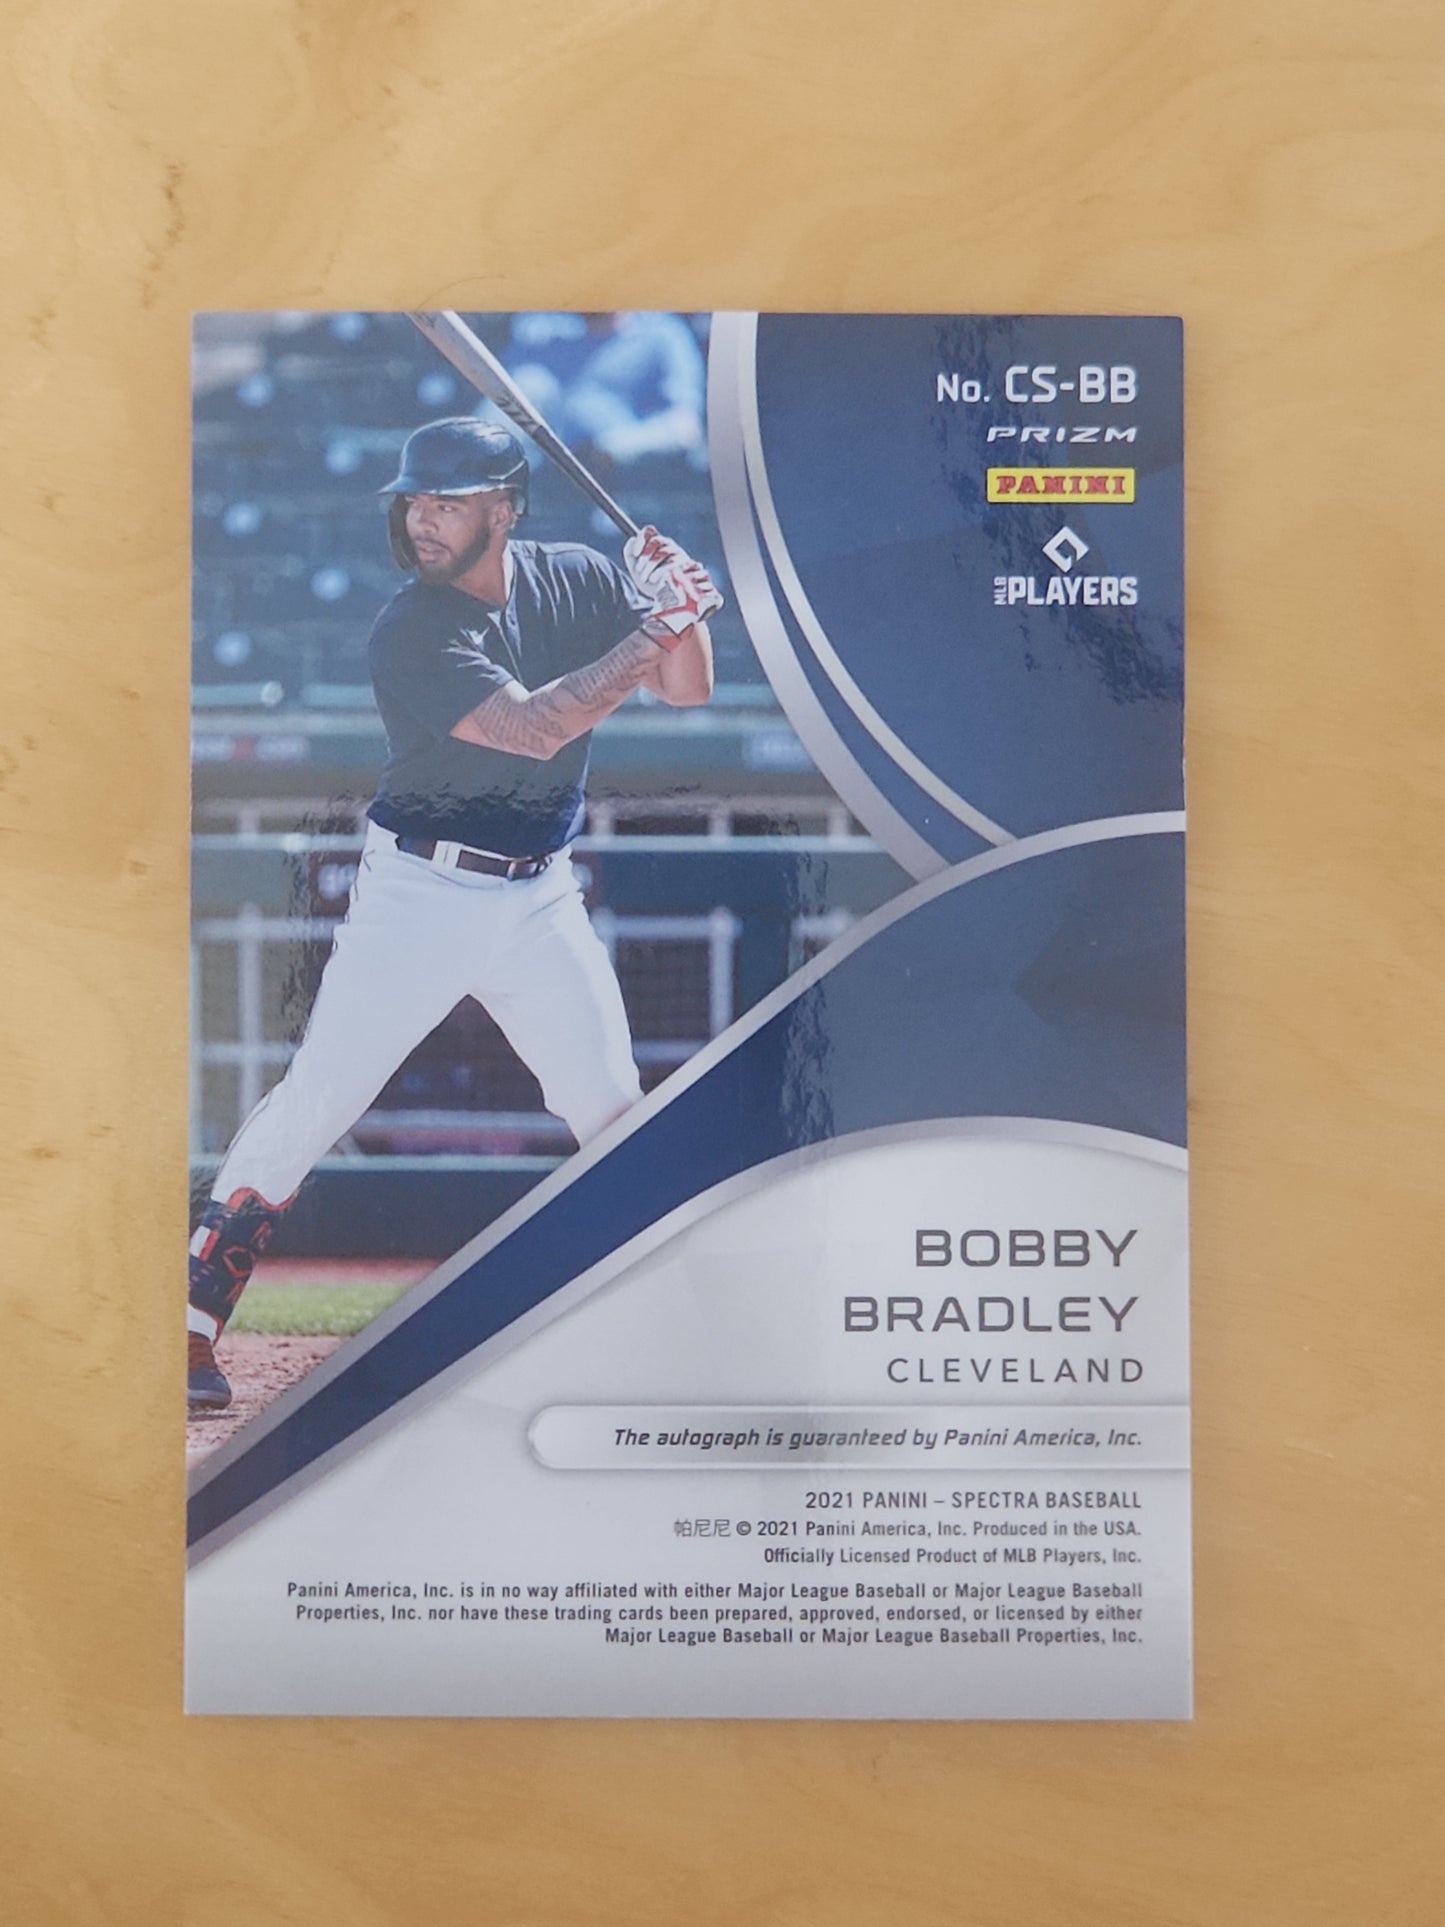 No. CS-BB
PRIZM
PANINI
MLB PLAYERS
BOBBY
BRADLEY
CLEVELAND
The autograph is guaranteed by Panini America, Inc.
2021 PANINI – SPECTRA BASEBALL
帕尼尼 © 2021 Panini America, Inc. Produced in the USA.
Officially Licensed Product of MLB Players, Inc.
Panini America, Inc. is in no way affiliated with either Major League Baseball or Major League Baseball
Properties, Inc. nor have these trading cards been prepared, approved, endorsed, or licensed by either
Major League Baseball or Major League Baseball Properties, Inc.